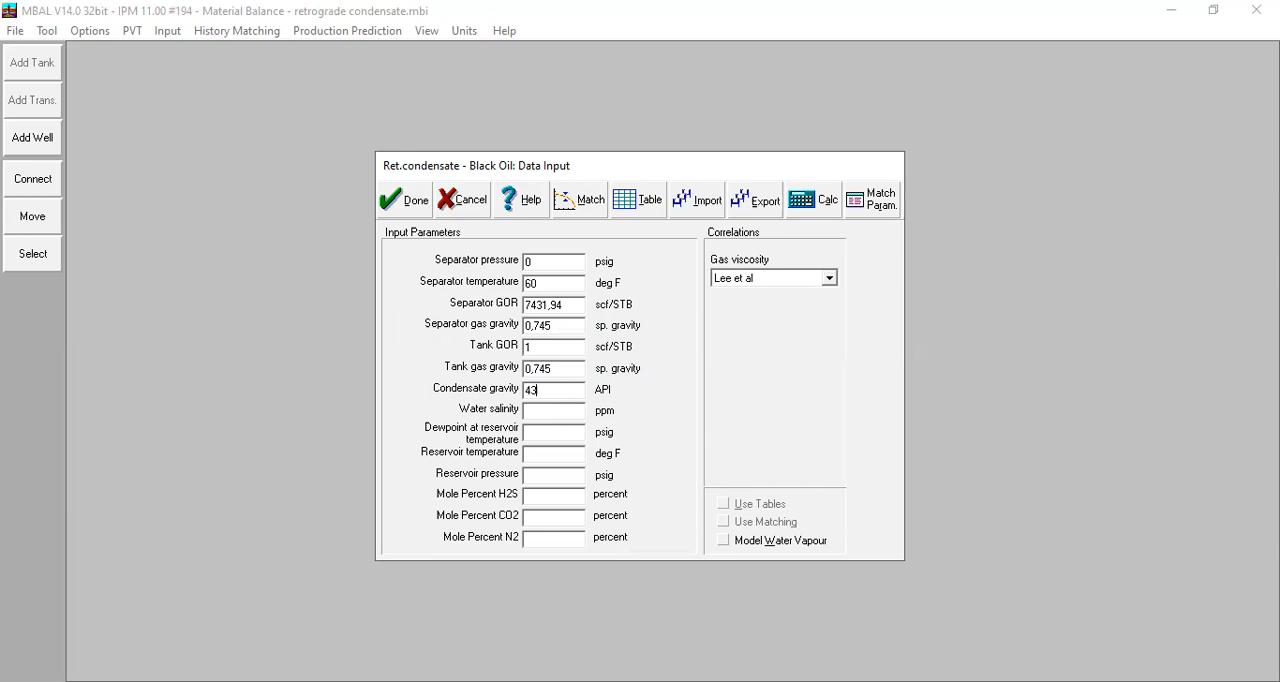 MBAL V14.0 32bit - IPM 11.00 #194 - Material Balance - retrograde condensate.mbi
File Tool Options PVT Input History Matching Production Prediction View Units Help
Add Tank
Add Trans.
Add Well
Connect
Move
Select
Ret.condensate - Black Oil: Data Input
Done Cancel Help Match Table Import Export Calc Match Param.
Input Parameters
Separator pressure 0 psig
Separator temperature 60 deg F
Separator GOR 7431,94 scf/STB
Separator gas gravity 0,745 sp. gravity
Tank GOR 1 scf/STB
Tank gas gravity 0,745 sp. gravity
Condensate gravity 43 API
Water salinity ppm
Dewpoint at reservoir
temperature psig
Reservoir temperature deg F
Reservoir pressure psig
Mole Percent H2S percent
Mole Percent CO2 percent
Mole Percent N2 percent
Correlations
Gas viscosity
Lee et al
Use Tables
Use Matching
Model Water Vapour